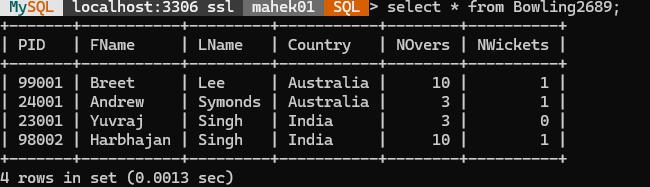 MySQL localhost:3306 ssl mahek01 SQL > select * from Bowling2689;
+-------+-----------+---------+-----------+--------+----------+
| PID   | FName     | LName   | Country   | NOvers | NWickets |
+-------+-----------+---------+-----------+--------+----------+
| 99001 | Breet     | Lee     | Australia |     10 |        1 |
| 24001 | Andrew    | Symonds | Australia |      3 |        1 |
| 23001 | Yuvraj    | Singh   | India     |      3 |        0 |
| 98002 | Harbhajan | Singh   | India     |     10 |        1 |
+-------+-----------+---------+-----------+--------+----------+
4 rows in set (0.0013 sec)